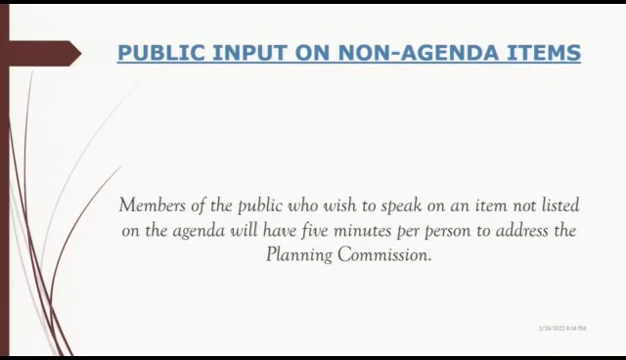 PUBLIC INPUT ON NON-AGENDA ITEMS
Members of the public who wish to speak on an item not listed
on the agenda will have five minutes per person to address the
Planning Commission.